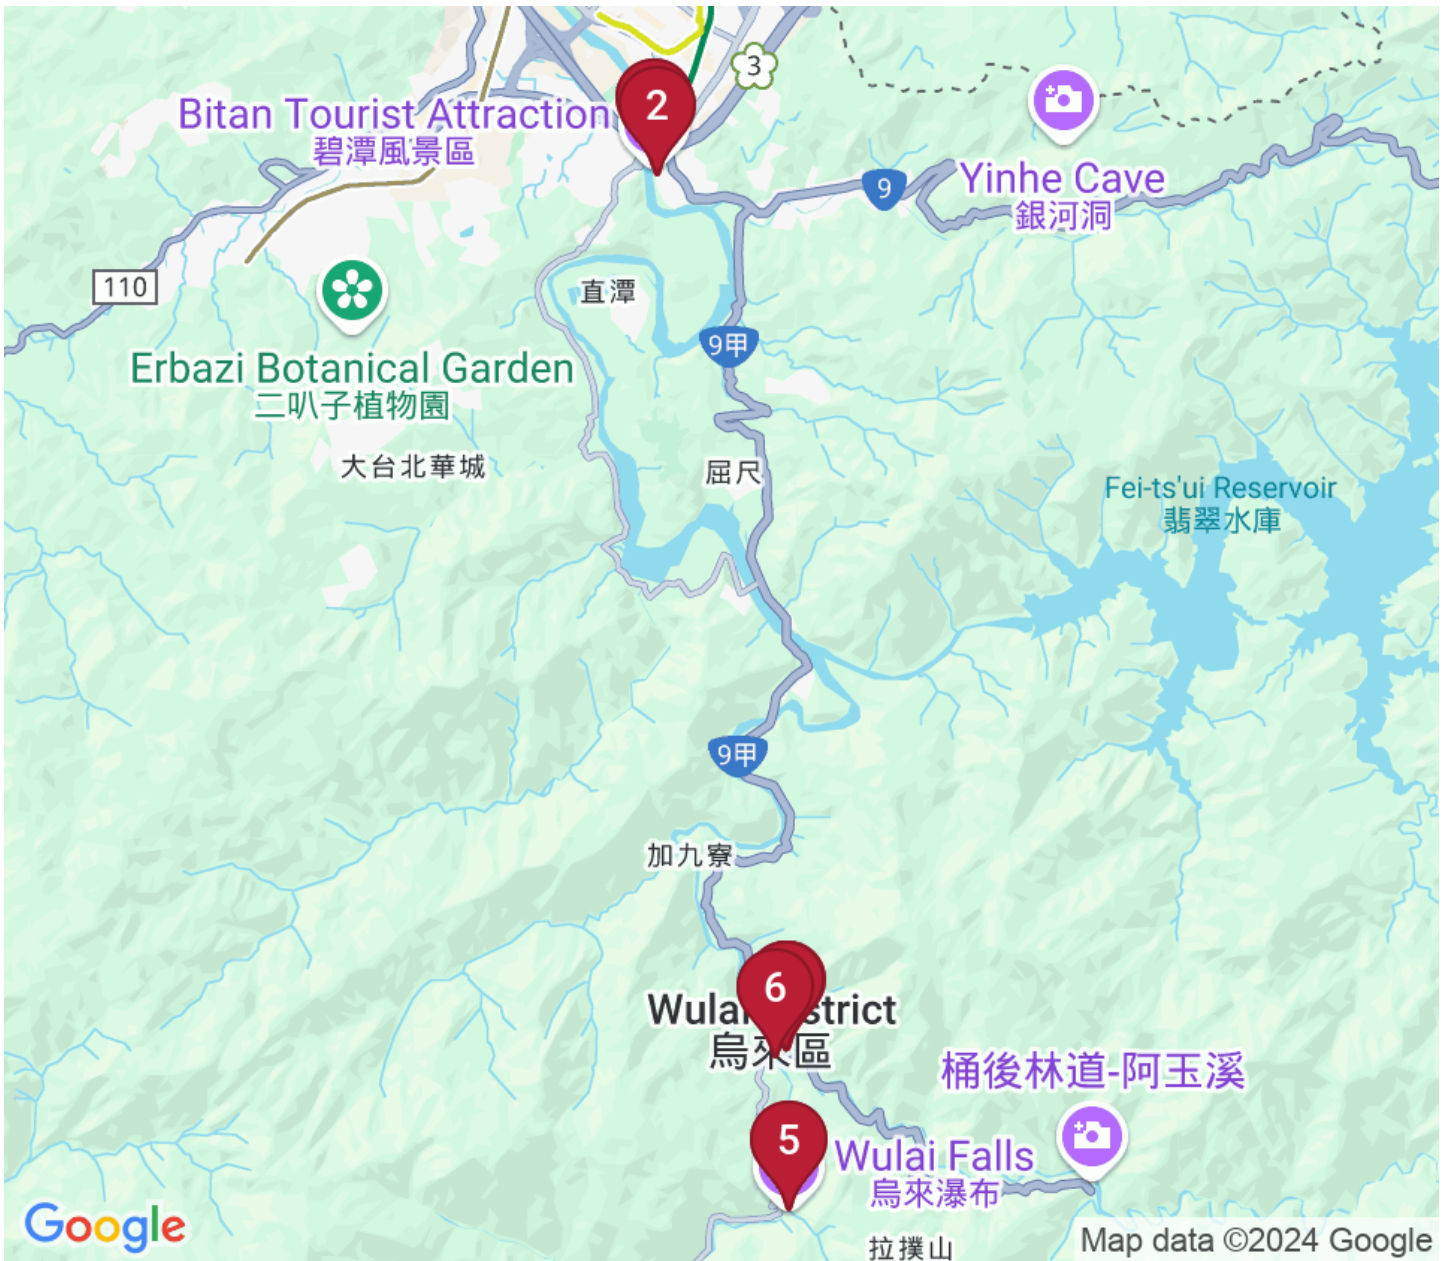 3
2
Bitan Tourist Attraction
碧潭風景區
9
Yinhe Cave
銀河洞
110
直潭
9甲
Erbazi Botanical Garden
二叭子植物園
大台北華城
屈尺
Fei-ts'ui Reservoir
翡翠水庫
9甲
加九寮
6
烏來區
桶後林道-阿玉溪
5
Wulai Falls
烏來瀑布
拉撲山
Google
Map data ©2024 Google